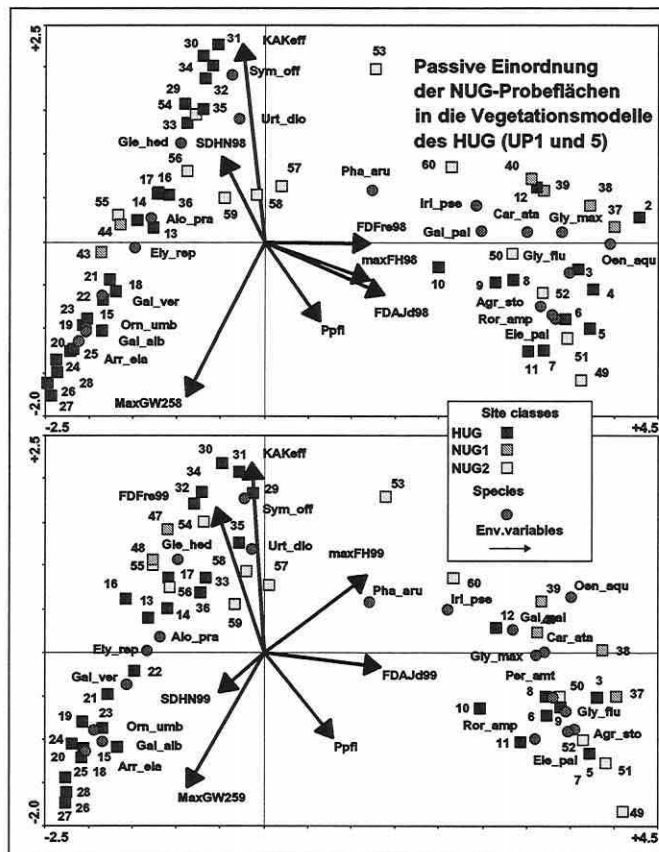 +2.5
30 31 KAKeff
53
34
Sym_off
Passive Einordnung
der NUG-Probeflächen
in die Vegetationsmodelle
des HUG (UP1 und 5)
29 32
54 35 Urt_dio
33
Gle_hed SDHN98
56 57 60 40
17 16 Pha_aru 12 39 38 2
55 14 36 59 58 Iri_pse
44 Alo_pra Car_ata Gly_max 37
13 FDFre98 Gal_pal
43 Ely_rep maxFH98 50 Gly_flu Oen_aqu
21 3
22 18 Gal_ver FDAJd98 10 9 8 4
52
23 15 Orn_umb Ppfl Agr_sto 6
19 Gal_alb Ror_amp 5
20 25 Arr_ela Ele_pal 51
24 11 7 49
28
26 MaxGW258
27
-2.0
-2.5 +4.5
Site classes
HUG
NUG1
NUG2
Species
Env.variables
+2.5
30 31 KAKeff
34
32 29 53
FDFre99 Sym_off
47 54
35 Urt_dio
48 Gle_hed maxFH99
55 58 57 60
17 33 Pha_aru 39 Oen_aqu
16 56 Iri_pse
13 14 36 59 12 Gal_pal
Alo_pra Car_ata 38
Ely_rep Gly_max
Gal_ver 22 FDAJd99 Per_amt 3
21 SDHN99 8 50 37
19 23 10 9 Gly_flu
Orn_umb Ppfl Ror_amp 6 Agr_sto
24 Gal_alb 11
20 15 Ele_pal 52 5 51
25 18 Arr_ela 7
28 MaxGW259
27 26 49
-2.0
-2.5 +4.5